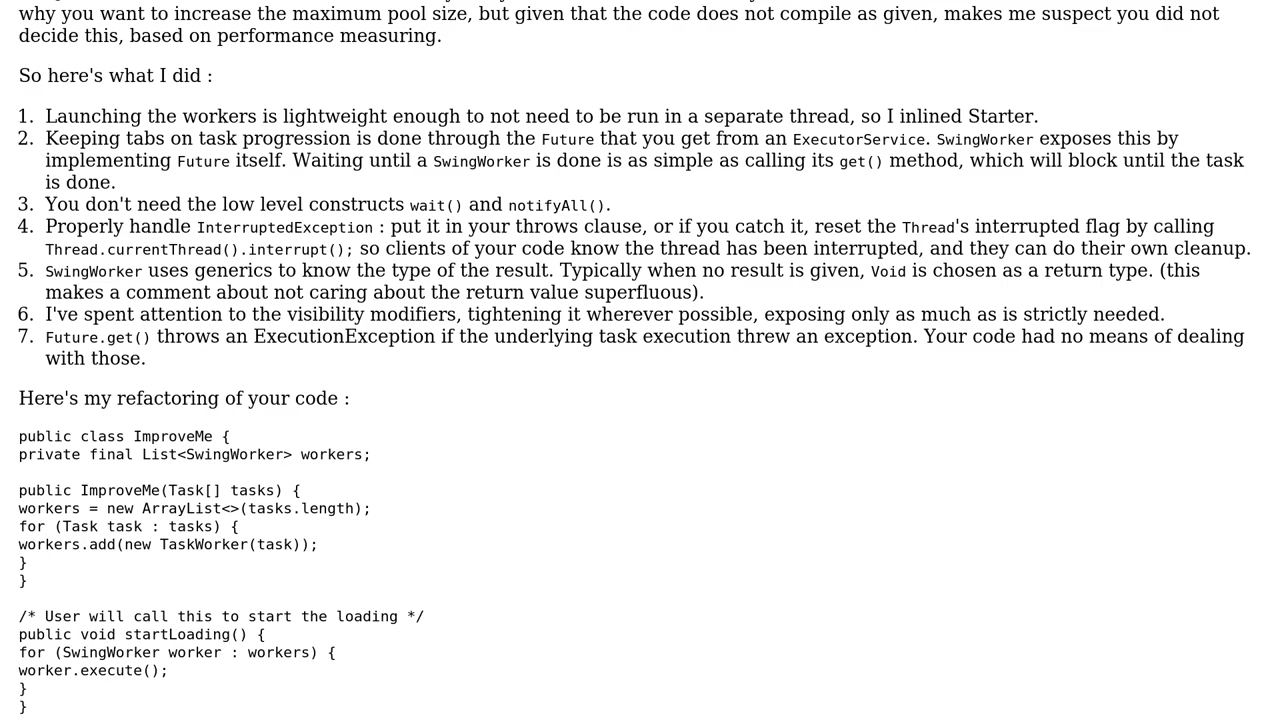 why you want to increase the maximum pool size, but given that the code does not compile as given, makes me suspect you did not
decide this, based on performance measuring.
So here's what I did :
1. Launching the workers is lightweight enough to not need to be run in a separate thread, so I inlined Starter.
2. Keeping tabs on task progression is done through the Future that you get from an ExecutorService. SwingWorker exposes this by
implementing Future itself. Waiting until a SwingWorker is done is as simple as calling its get() method, which will block until the task
is done.
3. You don't need the low level constructs wait() and notifyAll().
4. Properly handle InterruptedException : put it in your throws clause, or if you catch it, reset the Thread's interrupted flag by calling
Thread.currentThread().interrupt(); so clients of your code know the thread has been interrupted, and they can do their own cleanup.
5. SwingWorker uses generics to know the type of the result. Typically when no result is given, Void is chosen as a return type. (this
makes a comment about not caring about the return value superfluous).
6. I've spent attention to the visibility modifiers, tightening it wherever possible, exposing only as much as is strictly needed.
7. Future.get() throws an ExecutionException if the underlying task execution threw an exception. Your code had no means of dealing
with those.
Here's my refactoring of your code :
public class ImproveMe {
private final List<SwingWorker> workers;
public ImproveMe(Task[] tasks) {
workers = new ArrayList<>(tasks.length);
for (Task task : tasks) {
workers.add(new TaskWorker(task));
}
}
/* User will call this to start the loading */
public void startLoading() {
for (SwingWorker worker : workers) {
worker.execute();
}
}